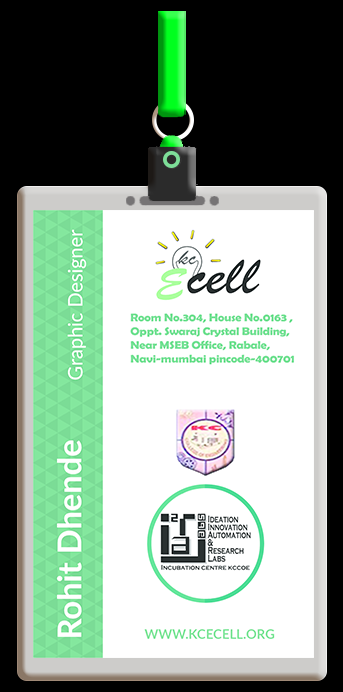 kc
Ecell
Room No.304, House No.0163 ,
Oppt. Swaraj Crystal Building,
Near MSEB Office, Rabale,
Navi-mumbai pincode-400701
Graphic Designer
Rohit Dhende
KC
IDEATION
INNOVATION
AUTOMATION
&
RESEARCH
LABS
INCUBATION CENTRE KCCOE
WWW.KCECELL.ORG